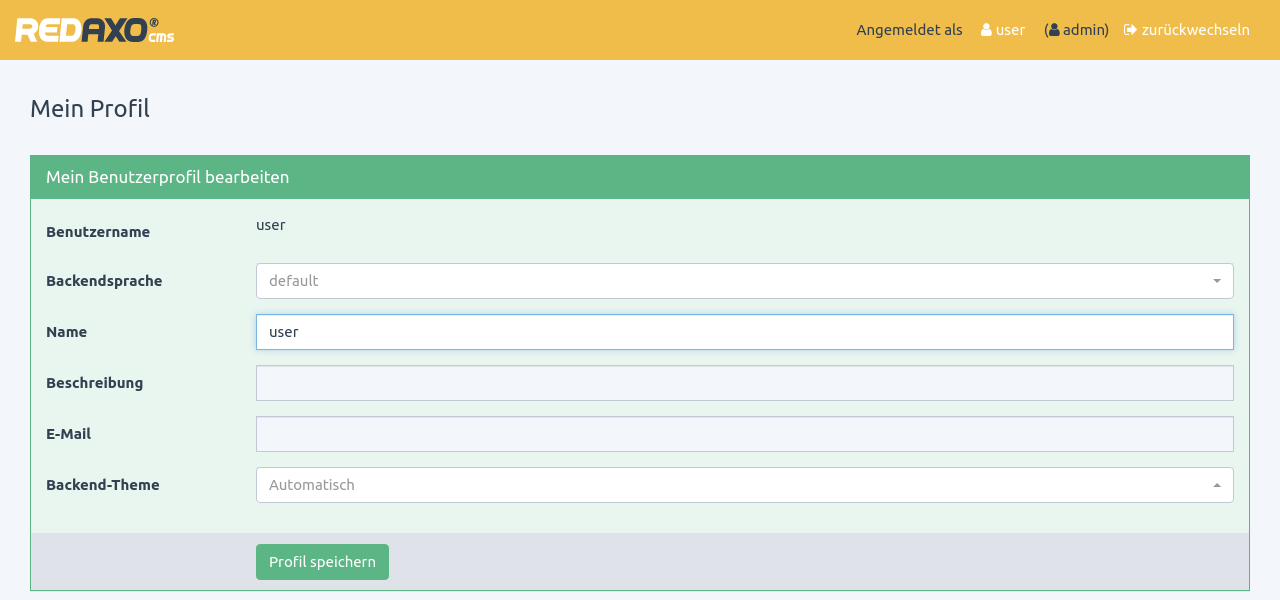 REDAXO® cms
Angemeldet als user (admin) zurückwechseln
Mein Profil
Mein Benutzerprofil bearbeiten
Benutzername user
Backendsprache default
Name user
Beschreibung
E-Mail
Backend-Theme Automatisch
Profil speichern